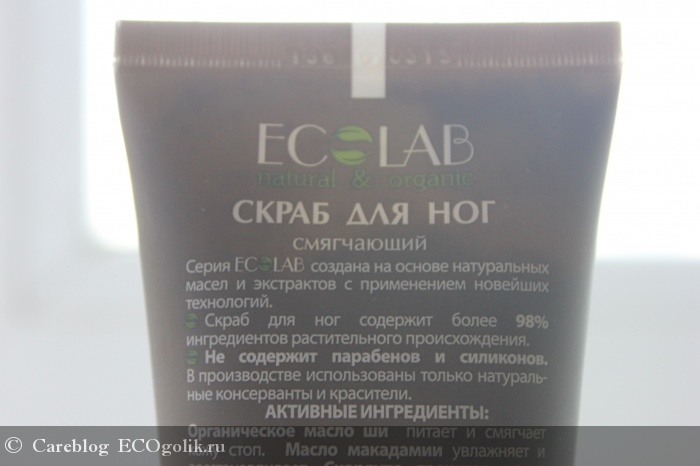 ECOLAB
natural & organic
СКРАБ ДЛЯ НОГ
смягчающий
Серия ECOLAB создана на основе натуральных
масел и экстрактов с применением новейших
технологий.
Скраб для ног содержит более 98%
ингредиентов растительного происхождения.
Не содержит парабенов и силиконов.
В производстве использованы только натураль-
ные консерванты и красители.
АКТИВНЫЕ ИНГРЕДИЕНТЫ:
Органическое масло ши питает и смягчает
кожу стоп. Масло макадамии увлажняет и
© Careblog ECOgolik.ru